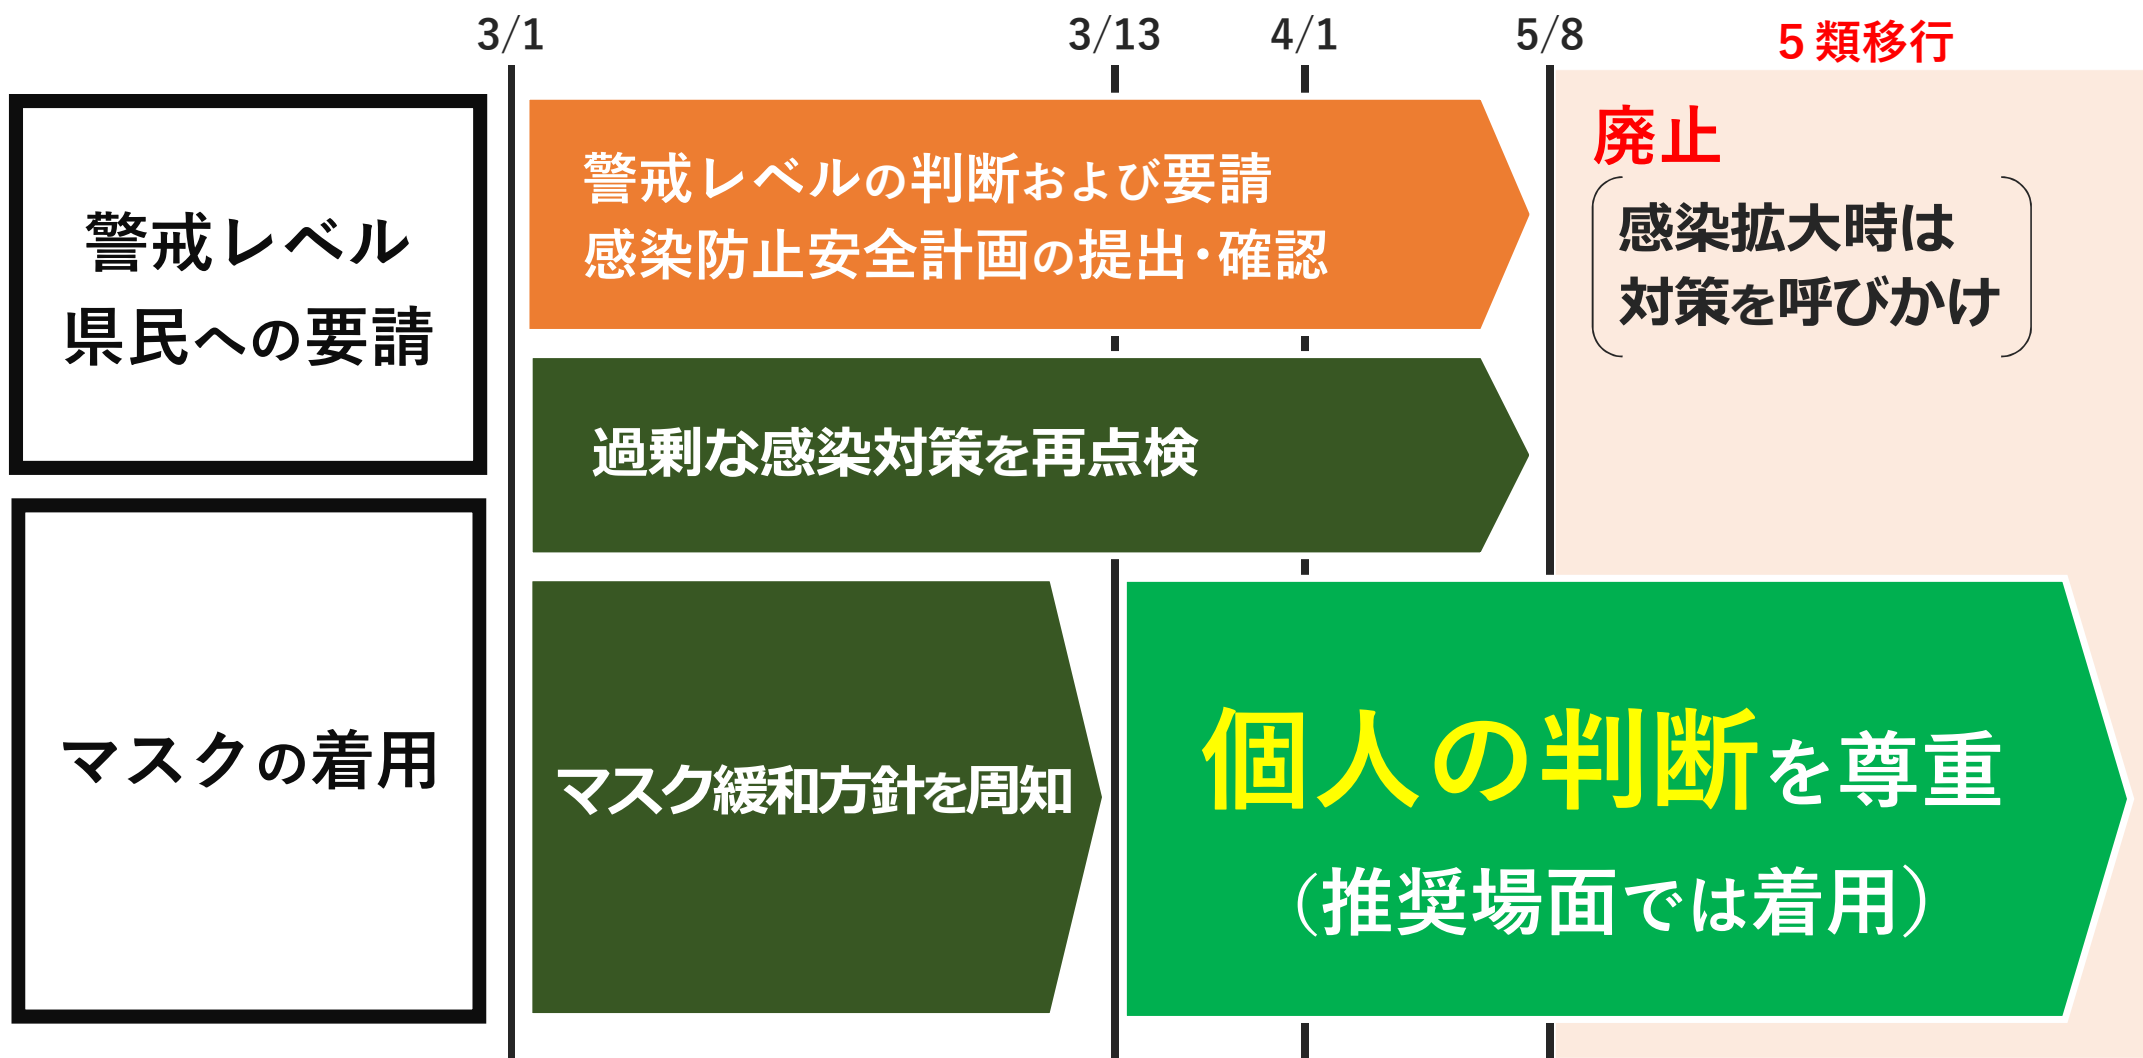 3/1
3/13
4/1
5/8
5類移行
警戒レベル
県民への要請
警戒レベルの判断および要請
感染防止安全計画の提出・確認
廃止
感染拡大時は
対策を呼びかけ
過剰な感染対策を再点検
マスクの着用
マスク緩和方針を周知
個人の判断を尊重
（推奨場面では着用）